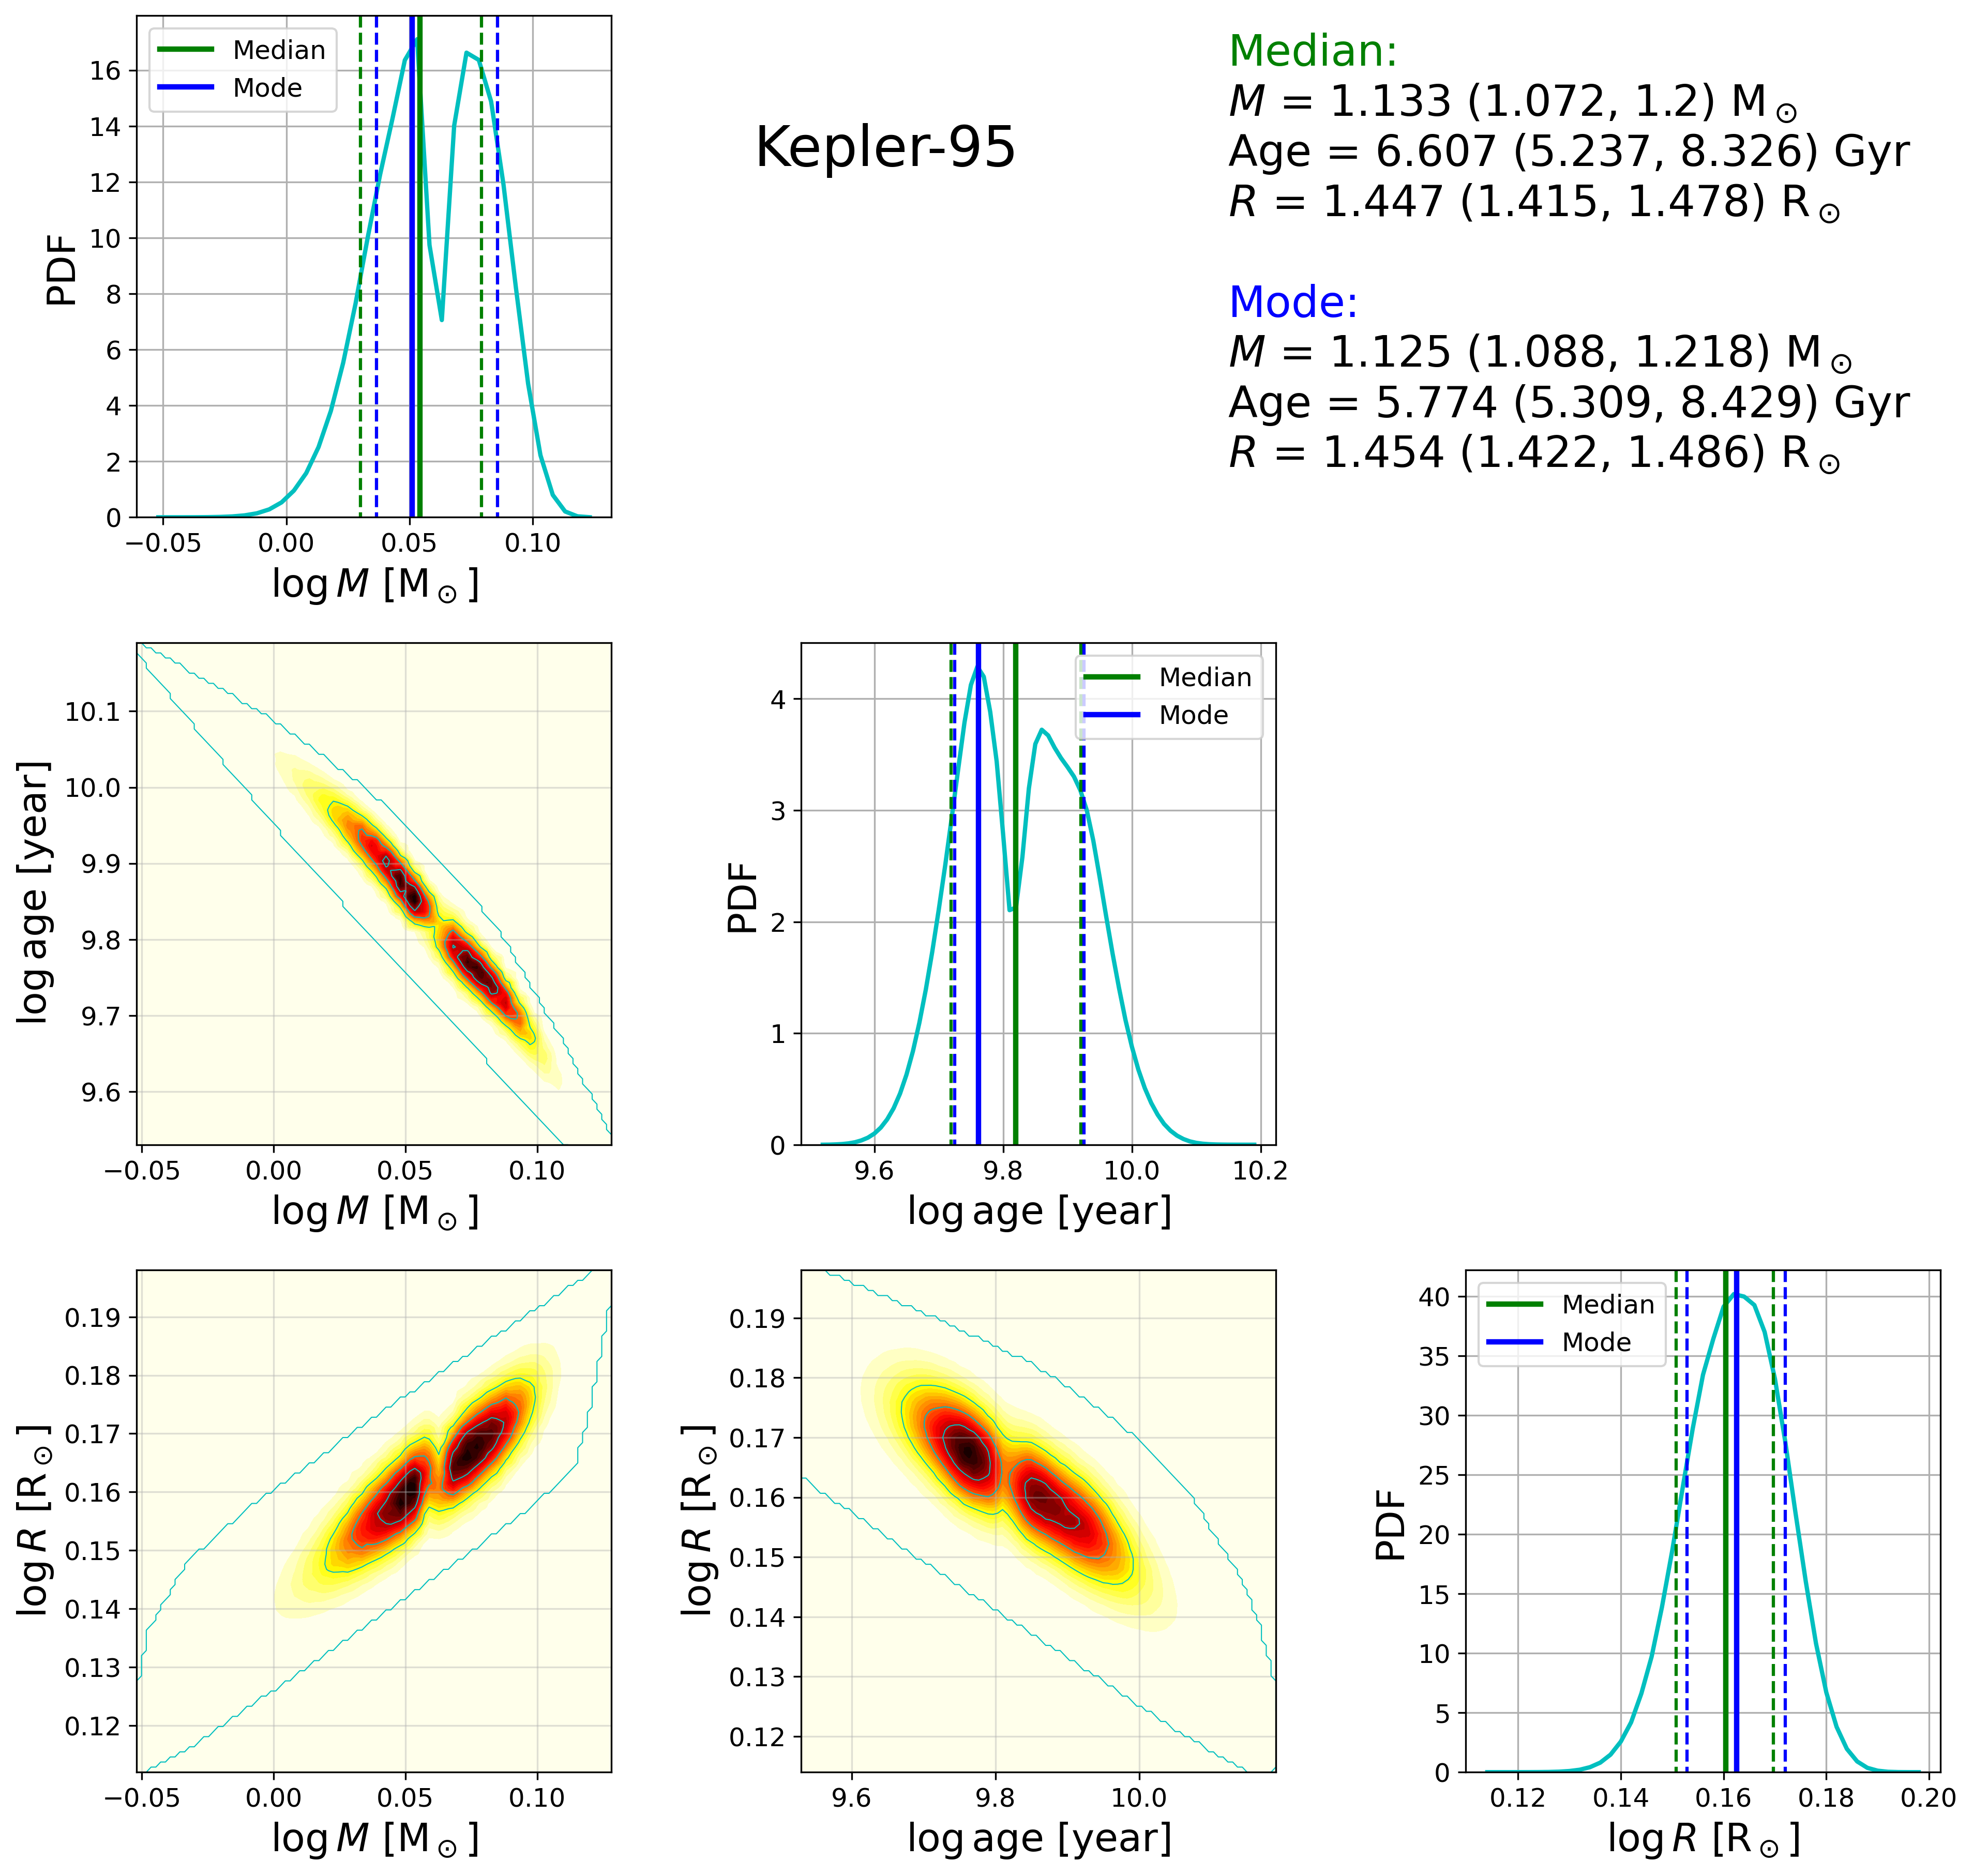 Median
Mode
16
14
12
10
8
6
4
2
0
PDF
−0.05
0.00
0.05
0.10
log M [M⊙]
Kepler-95
Median:
M = 1.133 (1.072, 1.2) M⊙
Age = 6.607 (5.237, 8.326) Gyr
R = 1.447 (1.415, 1.478) R⊙
Mode:
M = 1.125 (1.088, 1.218) M⊙
Age = 5.774 (5.309, 8.429) Gyr
R = 1.454 (1.422, 1.486) R⊙
10.1
10.0
9.9
9.8
9.7
9.6
log age [year]
−0.05
0.00
0.05
0.10
log M [M⊙]
Median
Mode
4
3
2
1
0
PDF
9.6
9.8
10.0
10.2
log age [year]
0.19
0.18
0.17
0.16
0.15
0.14
0.13
0.12
log R [R⊙]
−0.05
0.00
0.05
0.10
log M [M⊙]
0.19
0.18
0.17
0.16
0.15
0.14
0.13
0.12
log R [R⊙]
9.6
9.8
10.0
log age [year]
Median
Mode
40
35
30
25
20
15
10
5
0
PDF
0.12
0.14
0.16
0.18
0.20
log R [R⊙]